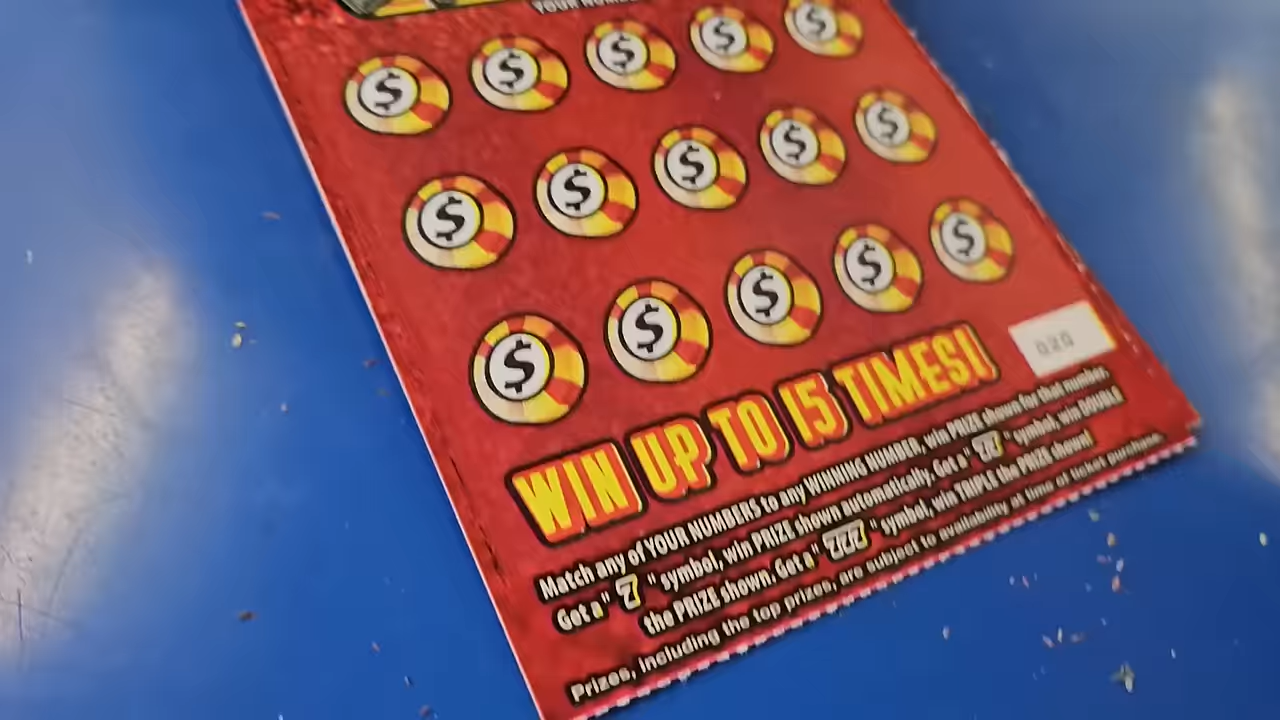 YOUR
$ $ $ $ $
$ $ $ $ $
$ $ $ $ $
020
WIN UP TO 15 TIMES!
Match any of YOUR NUMBERS to any WINNING NUMBER, win PRIZE shown for that number.
Get a "7" symbol, win PRIZE shown automatically. Get a "77" symbol, win DOUBLE
the PRIZE shown. Get a "777" symbol, win TRIPLE the PRIZE shown!
Prizes, including the top prizes, are subject to availability at time of ticket purchase.